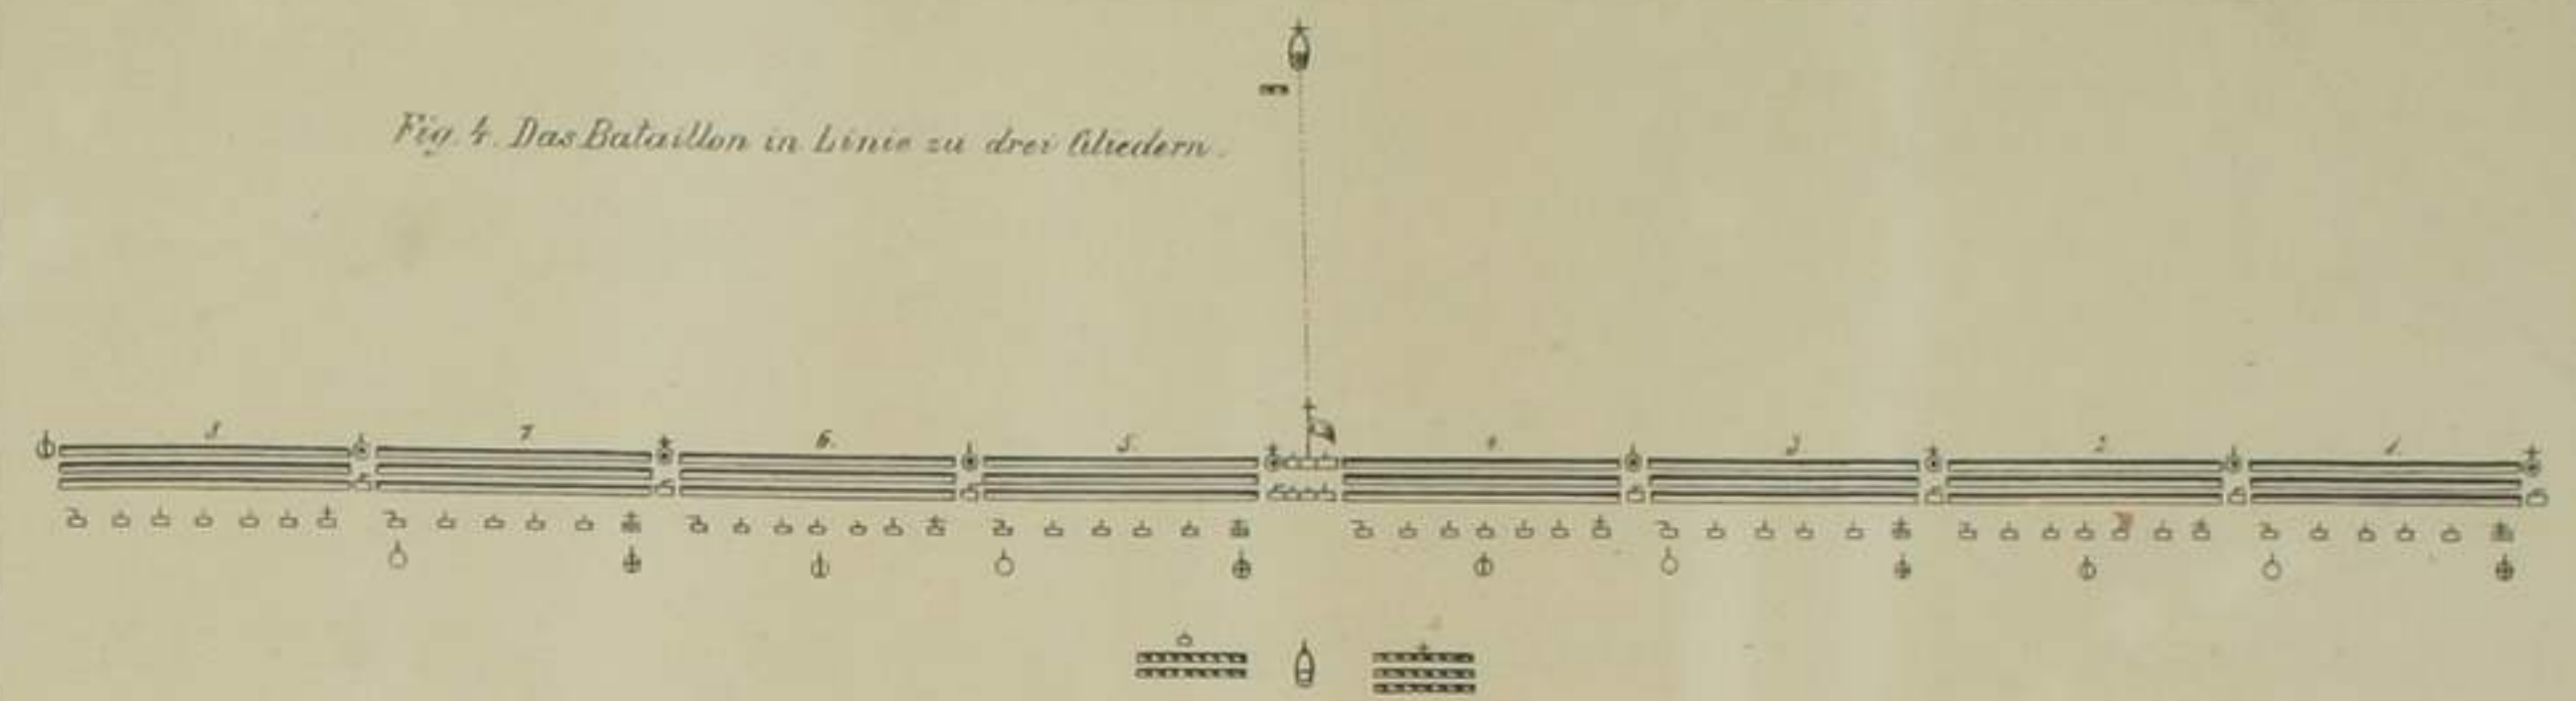 Fig. 4. Das Bataillon in Linie zu drei Gliedern.
8. 7. 6. 5. 4. 3. 2. 1.